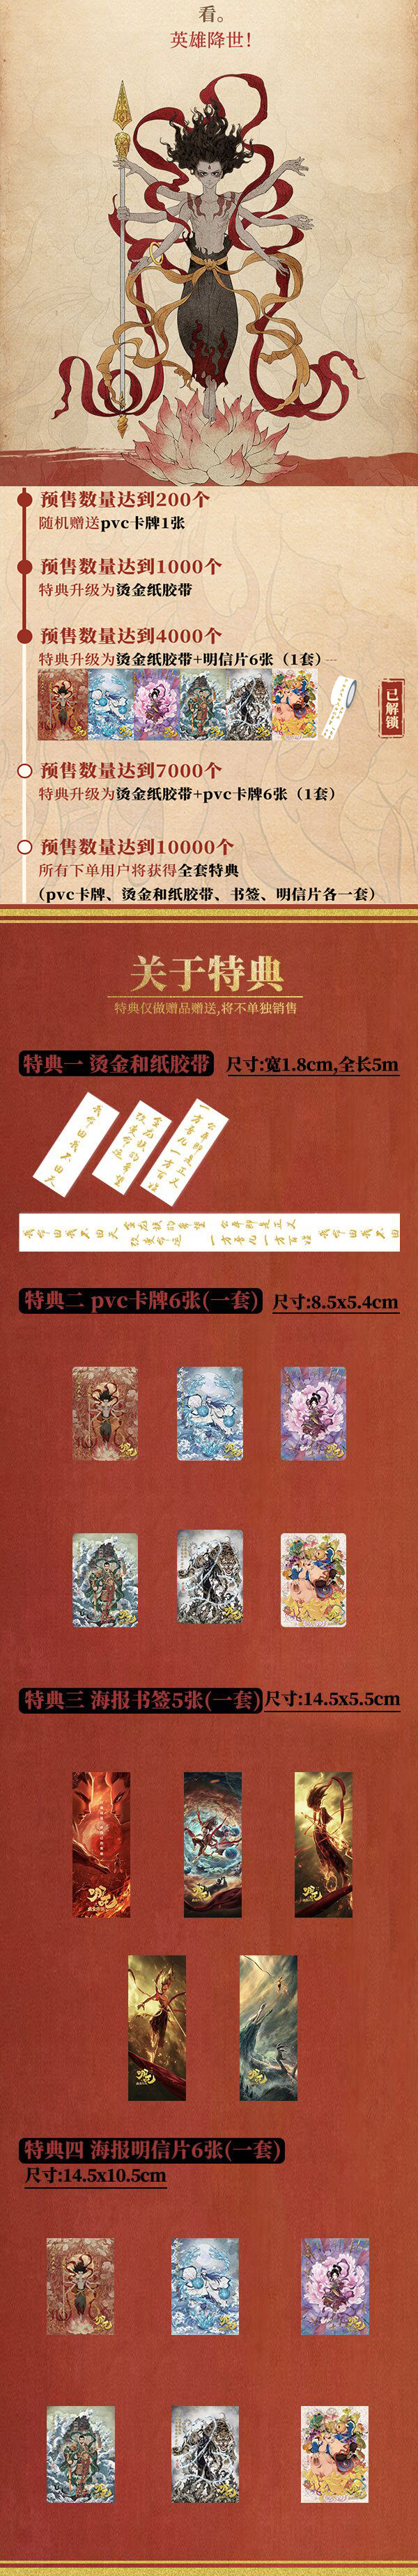 看。
英雄降世！
预售数量达到200个
随机赠送pvc卡牌1张
预售数量达到1000个
特典升级为烫金纸胶带
预售数量达到4000个
特典升级为烫金纸胶带+明信片6张（1套）
已解锁
预售数量达到7000个
特典升级为烫金纸胶带+pvc卡牌6张（1套）
预售数量达到10000个
所有下单用户将获得全套特典
（pvc卡牌、烫金和纸胶带、书签、明信片各一套）
关于特典
特典仅做赠品赠送,将不单独销售
特典一 烫金和纸胶带
尺寸:宽1.8cm,全长5m
我命由我不由天
特典二 pvc卡牌6张(一套)
尺寸:8.5x5.4cm
特典三 海报书签5张(一套)
尺寸:14.5x5.5cm
特典四 海报明信片6张(一套)
尺寸:14.5x10.5cm